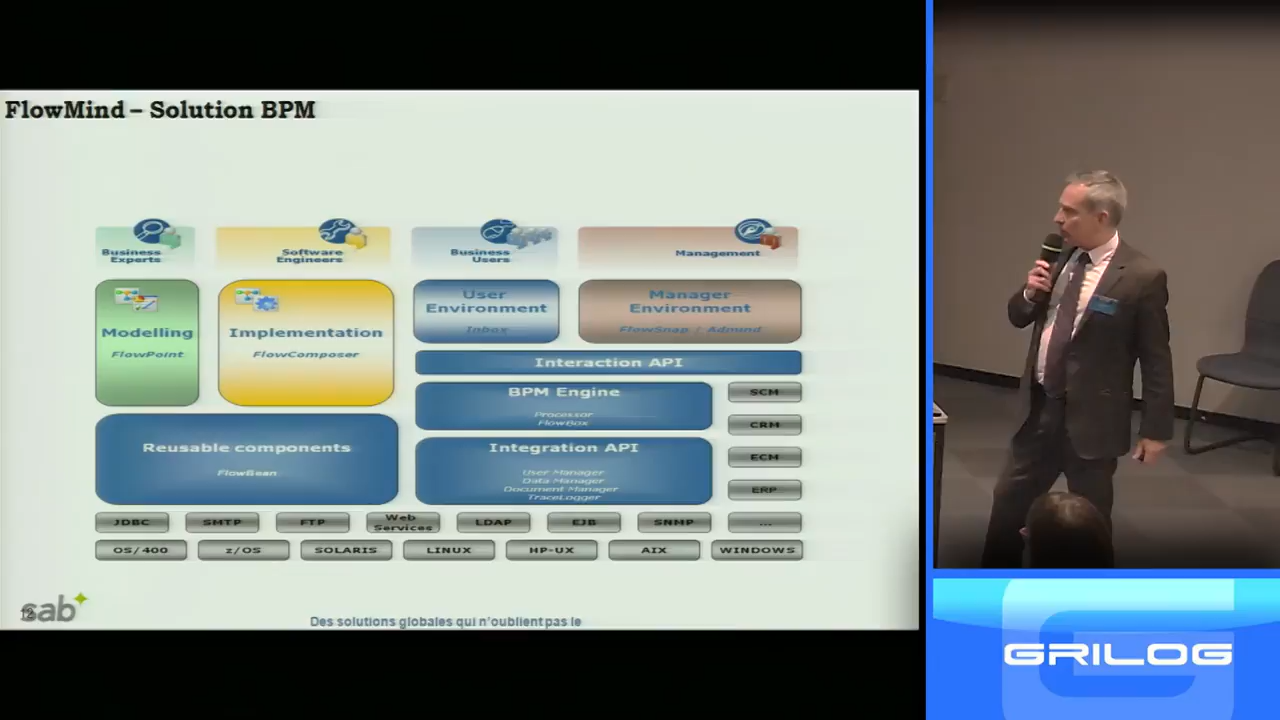 FlowMind – Solution BPM
Business
Experts
Software
Engineers
Business
Users
Management
Modelling
FlowPoint
Implementation
FlowComposer
User
Environment
Inbox
Manager
Environment
FlowSnap / Admind
Interaction API
BPM Engine
Processor
FlowBox
SCM
CRM
ECM
ERP
Reusable components
FlowBean
Integration API
User Manager
Data Manager
Document Manager
TraceLogger
JDBC
SMTP
FTP
Web
Services
LDAP
EJB
SNMP
...
OS/400
z/OS
SOLARIS
LINUX
HP-UX
AIX
WINDOWS
12
sab
Des solutions globales qui n'oublient pas le
GRILOG